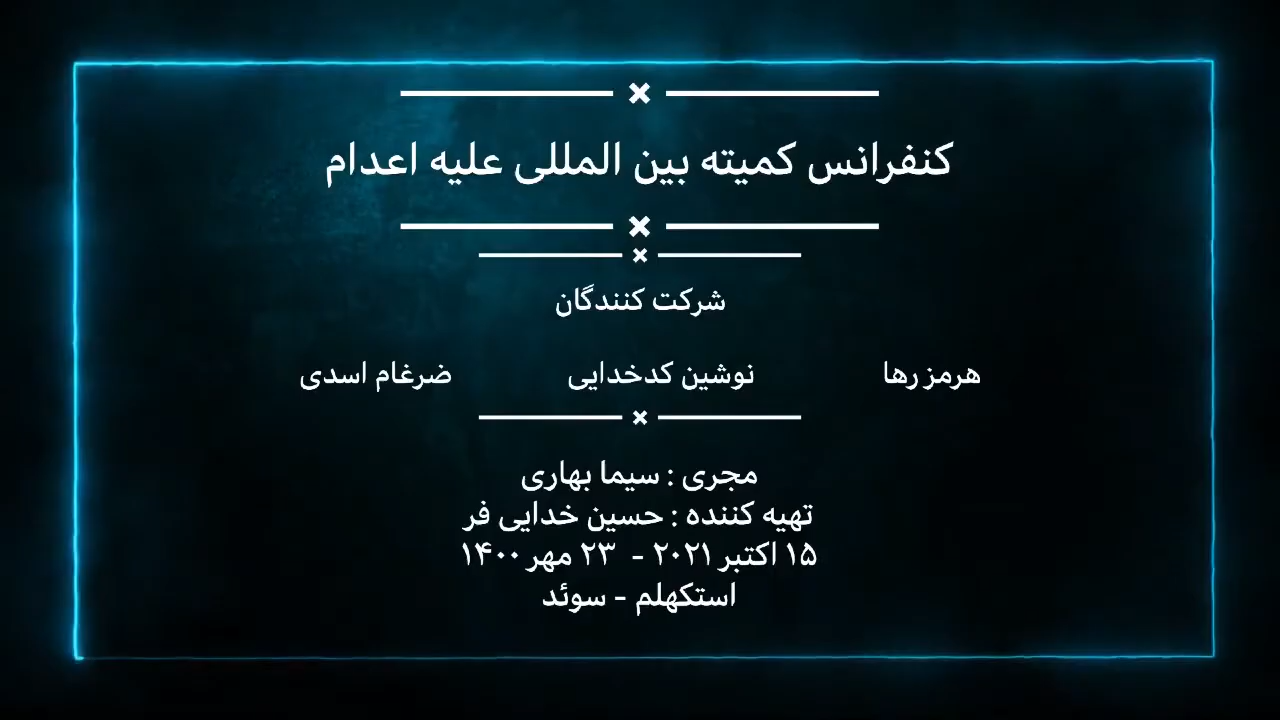 کنفرانس کمیته بین المللی علیه اعدام
شرکت کنندگان
هرمز رها نوشین کدخدایی ضرغام اسدی
مجری : سیما بهاری
تهیه کننده : حسین خدایی فر
۱۵ اکتبر ۲۰۲۱ - ۲۳ مهر ۱۴۰۰
استکهلم - سوئد